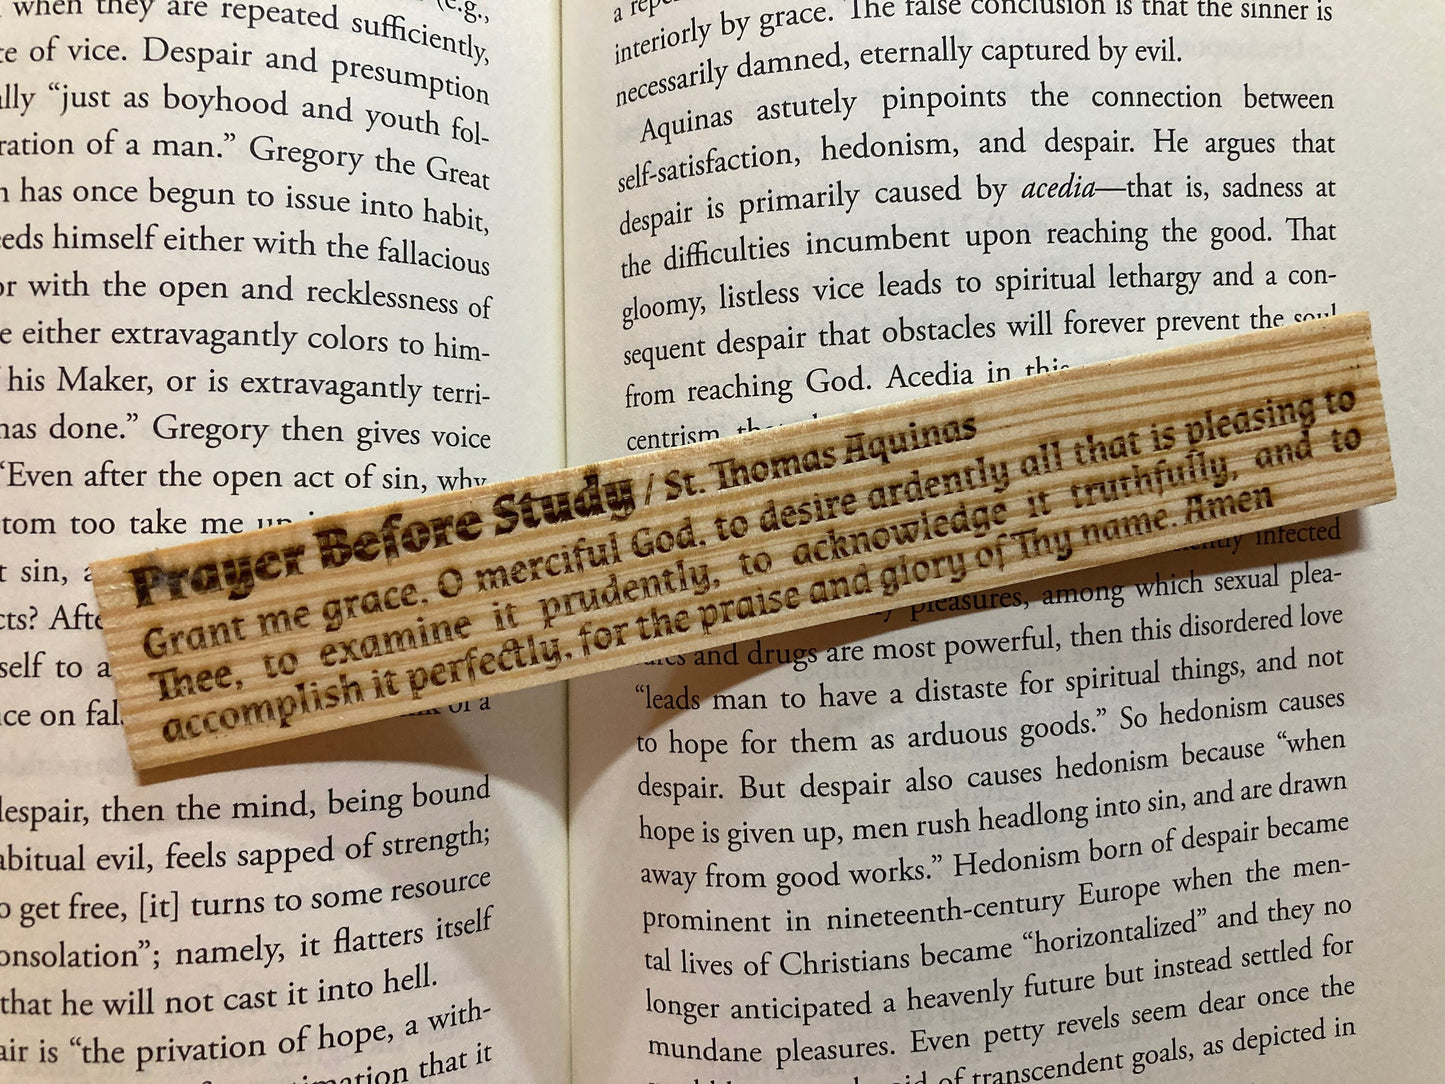 when they are repeated sufficiently,
of vice. Despair and presumption
“just as boyhood and youth fol-
of a man.” Gregory the Great
has once begun to issue into habit,
himself either with the fallacious
or with the open and recklessness of
either extravagantly colors to him-
his Maker, or is extravagantly terri-
has done.” Gregory then gives voice
“Even after the open act of sin, why
too take me up
sin,
self to a
on
of a
despair, then the mind, being bound
evil, feels sapped of strength;
to get free, [it] turns to some resource
consolation”; namely, it flatters itself
that he will not cast it into hell.
is “the privation of hope, a with-
that it
Prayer Before Study / St. Thomas Aquinas
Grant me grace, O merciful God, to desire ardently all that is pleasing to
Thee, to examine it prudently, to acknowledge it truthfully, and to
accomplish it perfectly, for the praise and glory of Thy name. Amen
interiorly by grace. The false conclusion is that the sinner is
necessarily damned, eternally captured by evil.
Aquinas astutely pinpoints the connection between
self-satisfaction, hedonism, and despair. He argues that
despair is primarily caused by acedia—that is, sadness at
the difficulties incumbent upon reaching the good. That
gloomy, listless vice leads to spiritual lethargy and a con-
sequent despair that obstacles will forever prevent the soul
from reaching God. Acedia in this
centrism
infected
pleasures, among which sexual plea-
and drugs are most powerful, then this disordered love
“leads man to have a distaste for spiritual things, and not
to hope for them as arduous goods.” So hedonism causes
despair. But despair also causes hedonism because “when
hope is given up, men rush headlong into sin, and are drawn
away from good works.” Hedonism born of despair became
prominent in nineteenth-century Europe when the men-
tal lives of Christians became “horizontalized” and they no
longer anticipated a heavenly future but instead settled for
mundane pleasures. Even petty revels seem dear once the
of transcendent goals, as depicted in